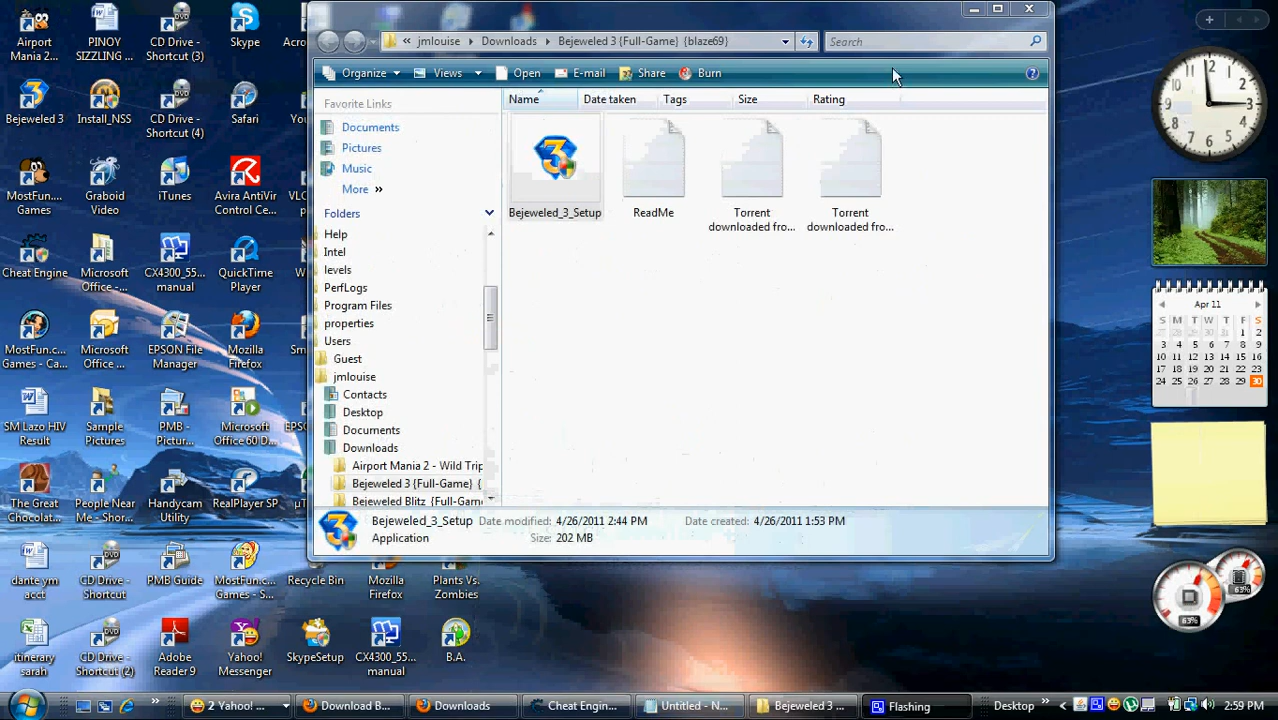 Airport
Mania 2
PINOY
SIZZLING ...
CD Drive -
Shortcut (3)
Skype
Acro
Bejeweled 3
Install_NSS
CD Drive -
Shortcut (4)
Safari
You
MostFun.c...
Games
Graboid
Video
iTunes
Avira AntiVir
Control Ce...
VLC
Cheat Engine
Microsoft
Office - ...
CX4300_55...
manual
QuickTime
Player
MostFun.c...
Games - Ca...
Microsoft
Office ...
EPSON File
Manager
Mozilla
Firefox
Sm
SM Lazo HIV
Result
Sample
Pictures
PMB -
Pictur...
Microsoft
Office 60 D...
EPSO
The Great
Chocolat...
People Near
Me - Shor...
Handycam
Utility
RealPlayer SP
µT
dante ym
acct
CD Drive -
Shortcut
PMB Guide
MostFun.c...
Games - S...
Recycle Bin
Mozilla
Firefox
Plants Vs.
Zombies
itinerary
sarah
CD Drive -
Shortcut (2)
Adobe
Reader 9
Yahoo!
Messenger
SkypeSetup
CX4300_55...
manual
B.A.
« jmlouise ▸ Downloads ▸ Bejeweled 3 {Full-Game} {blaze69}
Search
Organize Views Open E-mail Share Burn
Favorite Links
Documents
Pictures
Music
More »
Folders
Help
Intel
levels
PerfLogs
Program Files
properties
Users
Guest
jmlouise
Contacts
Desktop
Documents
Downloads
Airport Mania 2 - Wild Trip
Bejeweled 3 {Full-Game} {
Bejeweled Blitz {Full-Gam
Name Date taken Tags Size Rating
Bejeweled_3_Setup
ReadMe
Torrent
downloaded fro...
Torrent
downloaded fro...
Bejeweled_3_Setup Date modified: 4/26/2011 2:44 PM Date created: 4/26/2011 1:53 PM
Application Size: 202 MB
Apr 11
S M T W T F S
1 2
3 4 5 6 7 8 9
10 11 12 13 14 15 16
17 18 19 20 21 22 23
24 25 26 27 28 29 30
63%
63%
2 Yahoo! ...
Download B...
Downloads
Cheat Engin...
Untitled - N...
Bejeweled 3 ...
Flashing
Desktop »
2:59 PM